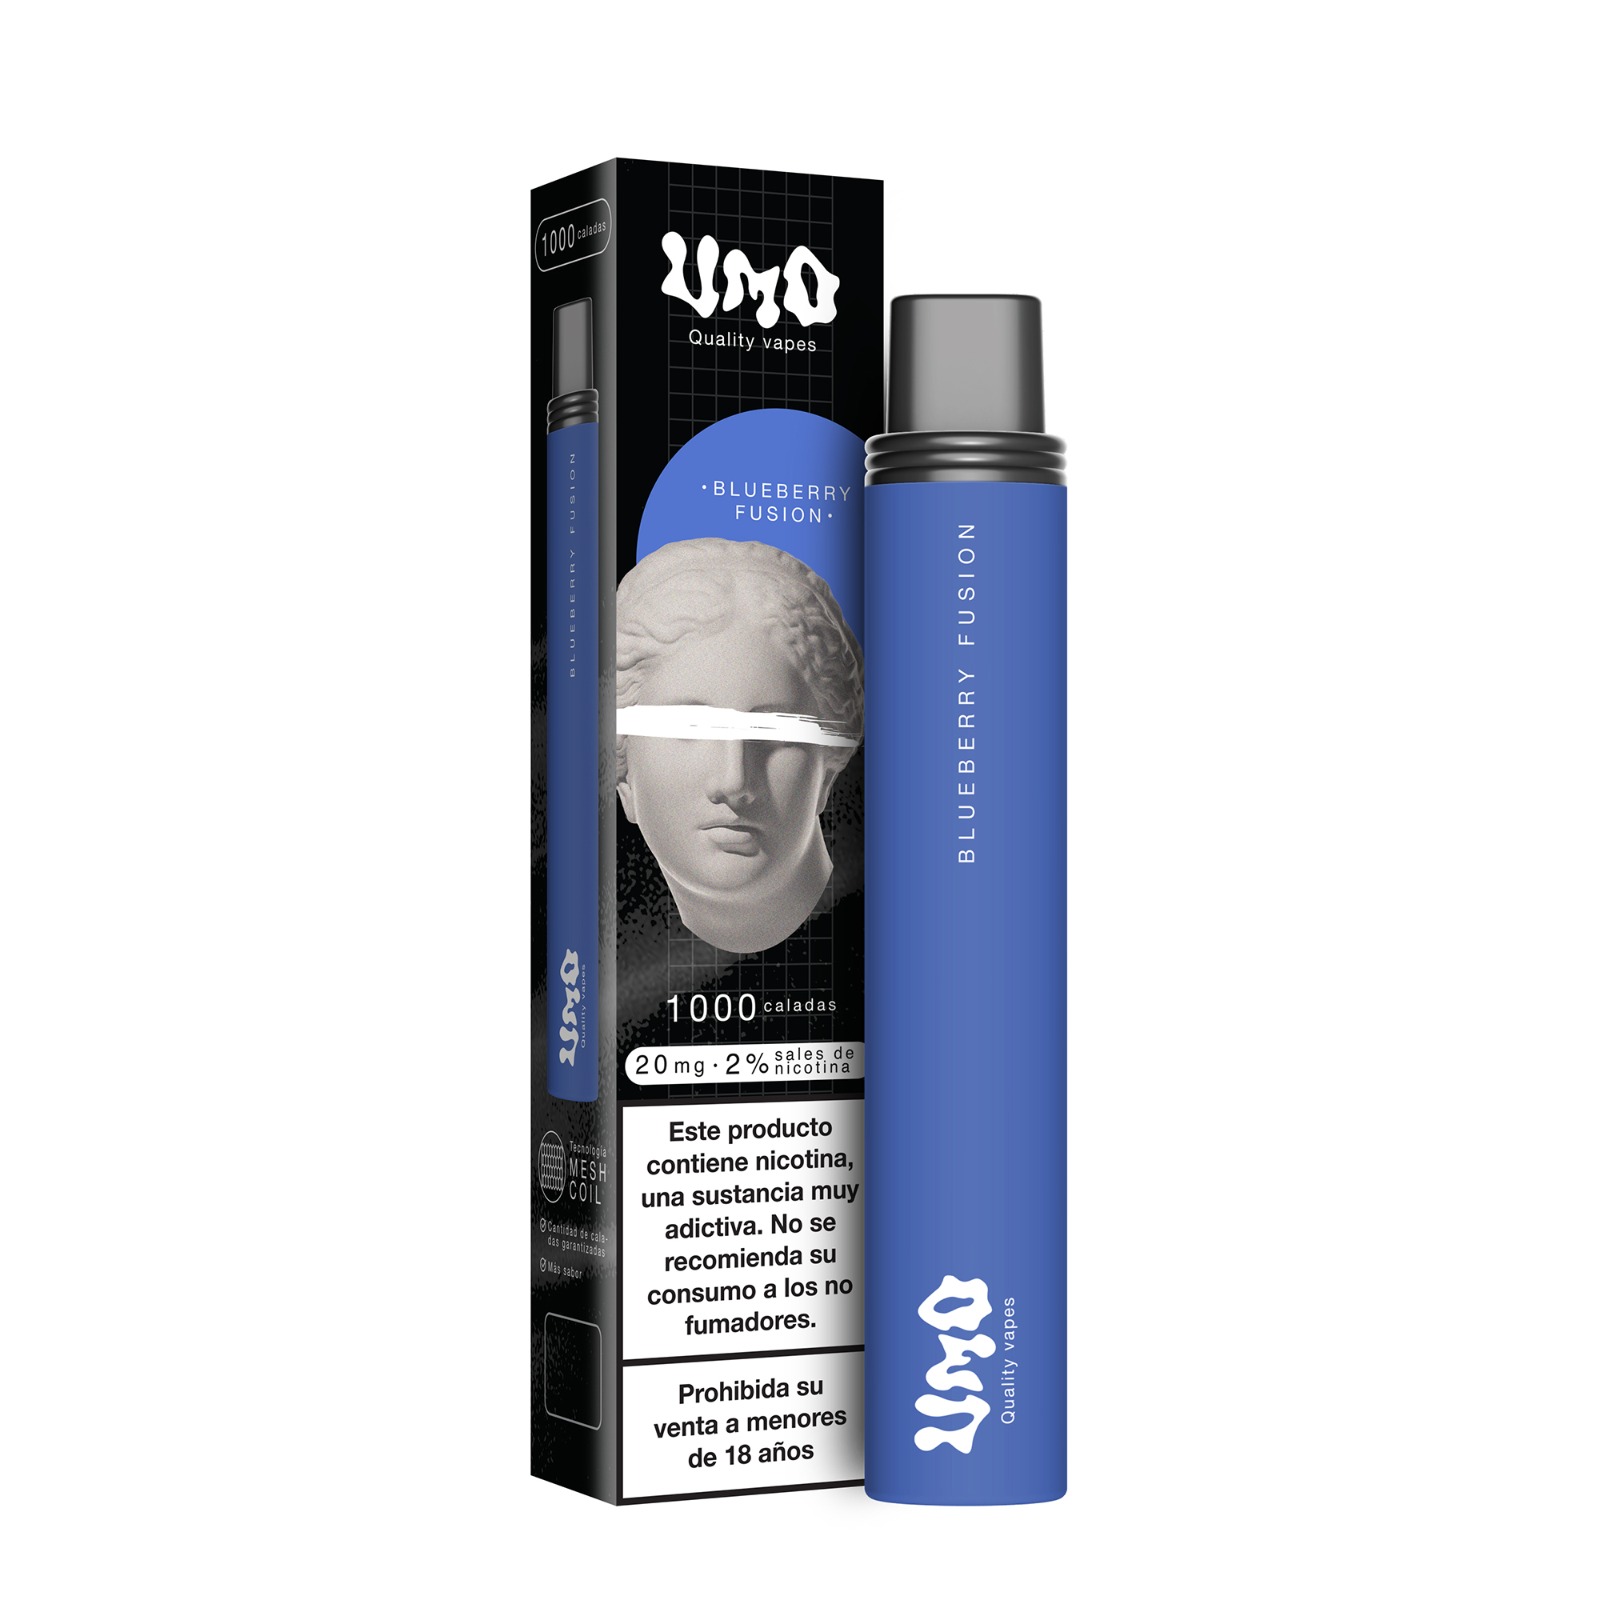 1000 caladas
BLUEBERRY FUSION
UMO
Quality vapes
Tecnología
MESH
COIL
Cantidad de cala-
das garantizadas
Más sabor
UMO
Quality vapes
·BLUEBERRY
FUSION·
1000 caladas
20mg·2% sales de
nicotina
Este producto
contiene nicotina,
una sustancia muy
adictiva. No se
recomienda su
consumo a los no
fumadores.
Prohibida su
venta a menores
de 18 años
BLUEBERRY FUSION
UMO
Quality vapes